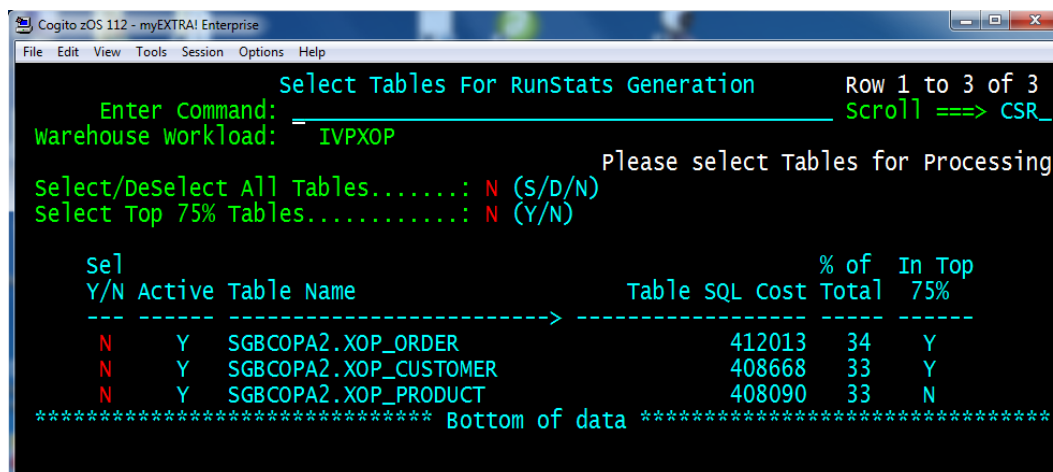 Cogito zOS 112 - myEXTRA! Enterprise
File Edit View Tools Session Options Help
Select Tables For RunStats Generation Row 1 to 3 of 3
Enter Command: _ Scroll ===> CSR_
Warehouse Workload: IVPXOP
Please select Tables for Processing
Select/DeSelect All Tables.......: N (S/D/N)
Select Top 75% Tables............: N (Y/N)
Sel % of In Top
Y/N Active Table Name Table SQL Cost Total 75%
--- ------ -------------------------> ------------------ ----- ------
N Y SGBCOPA2.XOP_ORDER 412013 34 Y
N Y SGBCOPA2.XOP_CUSTOMER 408668 33 Y
N Y SGBCOPA2.XOP_PRODUCT 408090 33 N
******************************* Bottom of data ********************************